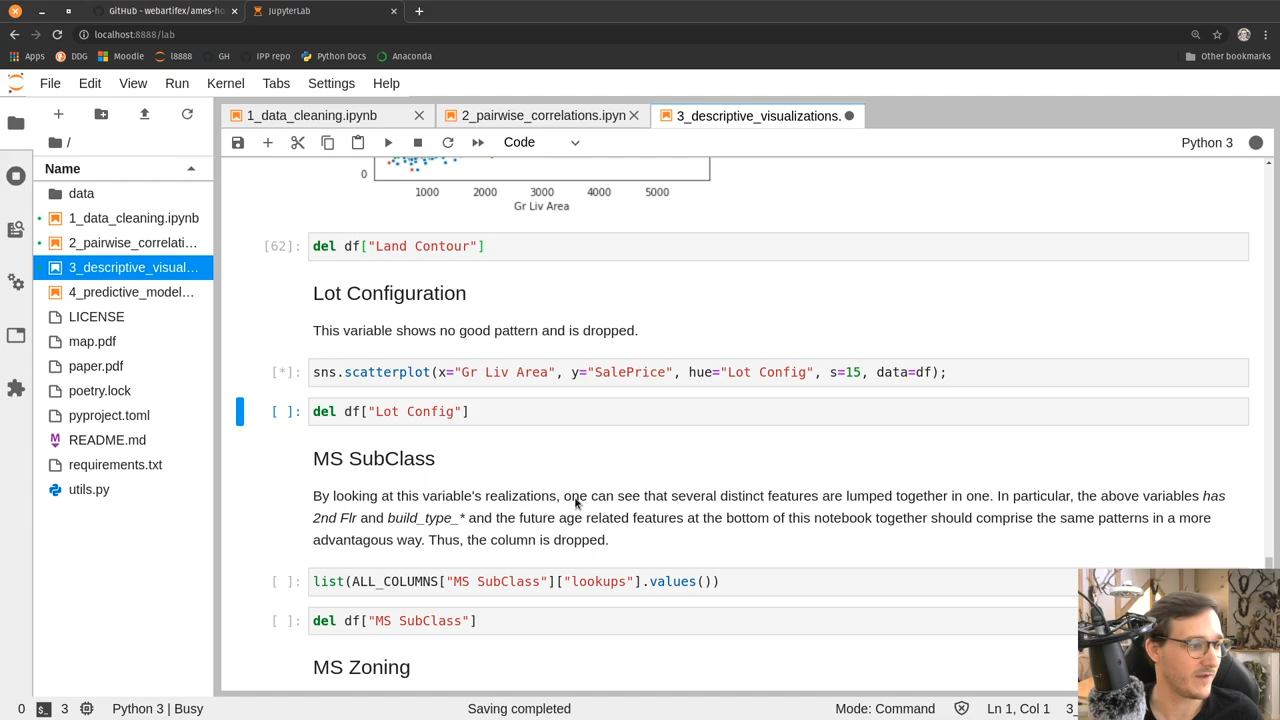 GitHub - webartifex/ames-ho
JupyterLab
localhost:8888/lab
Apps DDG Moodle l8888 GH IPP repo Python Docs Anaconda Other bookmarks
File Edit View Run Kernel Tabs Settings Help
1_data_cleaning.ipynb 2_pairwise_correlations.ipyn 3_descriptive_visualizations.
/
Code
Python 3
Name
data
1_data_cleaning.ipynb
2_pairwise_correlati...
3_descriptive_visual...
4_predictive_model...
LICENSE
map.pdf
paper.pdf
poetry.lock
pyproject.toml
README.md
requirements.txt
utils.py
0
1000 2000 3000 4000 5000
Gr Liv Area
[62]: del df["Land Contour"]
Lot Configuration
This variable shows no good pattern and is dropped.
[*]: sns.scatterplot(x="Gr Liv Area", y="SalePrice", hue="Lot Config", s=15, data=df);
[ ]: del df["Lot Config"]
MS SubClass
By looking at this variable's realizations, one can see that several distinct features are lumped together in one. In particular, the above variables has
2nd Flr and build_type_* and the future age related features at the bottom of this notebook together should comprise the same patterns in a more
advantagous way. Thus, the column is dropped.
[ ]: list(ALL_COLUMNS["MS SubClass"]["lookups"].values())
[ ]: del df["MS SubClass"]
MS Zoning
0 3 Python 3 | Busy Saving completed Mode: Command Ln 1, Col 1 3_